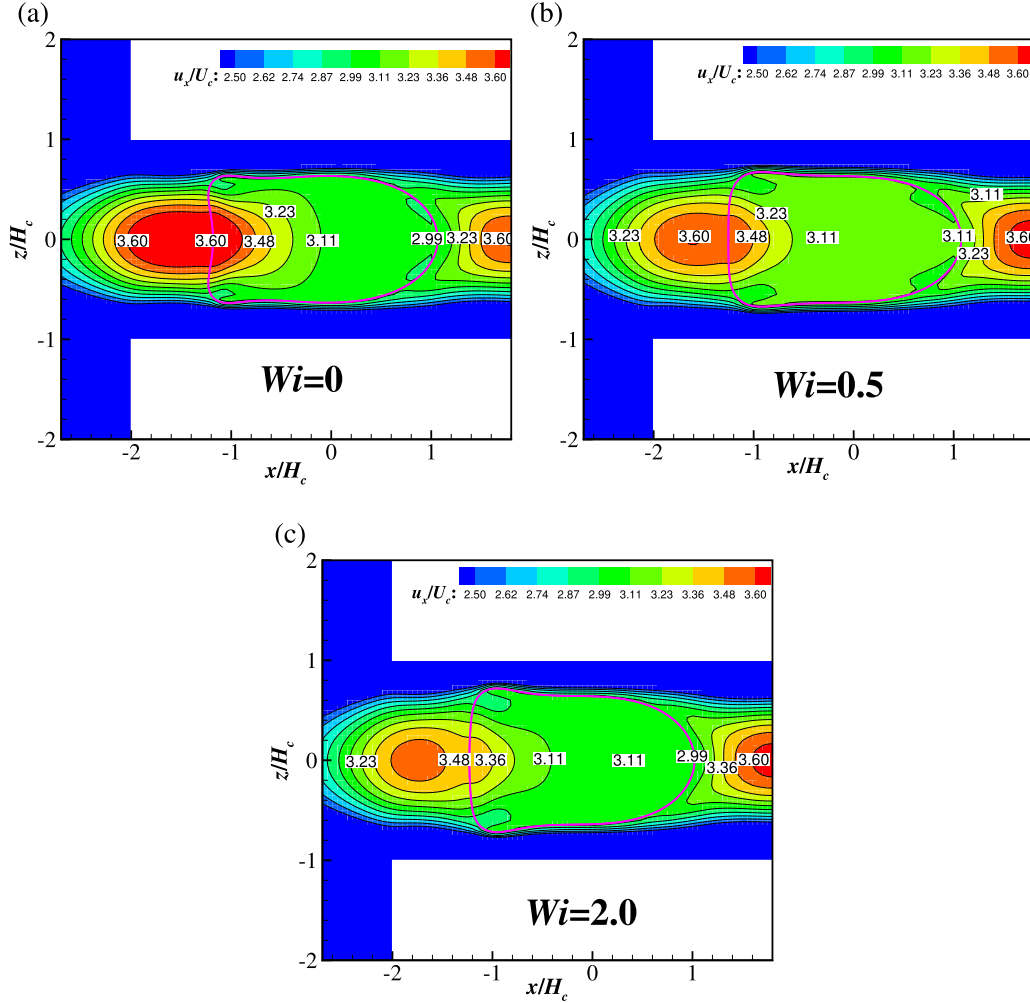 (a)
2
u_x/U_c: 2.50 2.62 2.74 2.87 2.99 3.11 3.23 3.36 3.48 3.60
1
z/H_c
0
3.60 3.60 3.48 3.23 3.11 2.99 3.23 3.60
-1
Wi=0
-2
-2 -1 0 1
x/H_c
(b)
2
u_x/U_c: 2.50 2.62 2.74 2.87 2.99 3.11 3.23 3.36 3.48 3.60
1
z/H_c
0
3.23 3.60 3.48 3.23 3.11 3.11 3.11 3.23 3.60
-1
Wi=0.5
-2
-2 -1 0 1
x/H_c
(c)
2
u_x/U_c: 2.50 2.62 2.74 2.87 2.99 3.11 3.23 3.36 3.48 3.60
1
z/H_c
0
3.23 3.48 3.36 3.11 3.11 2.99 3.36 3.60
-1
Wi=2.0
-2
-2 -1 0 1
x/H_c